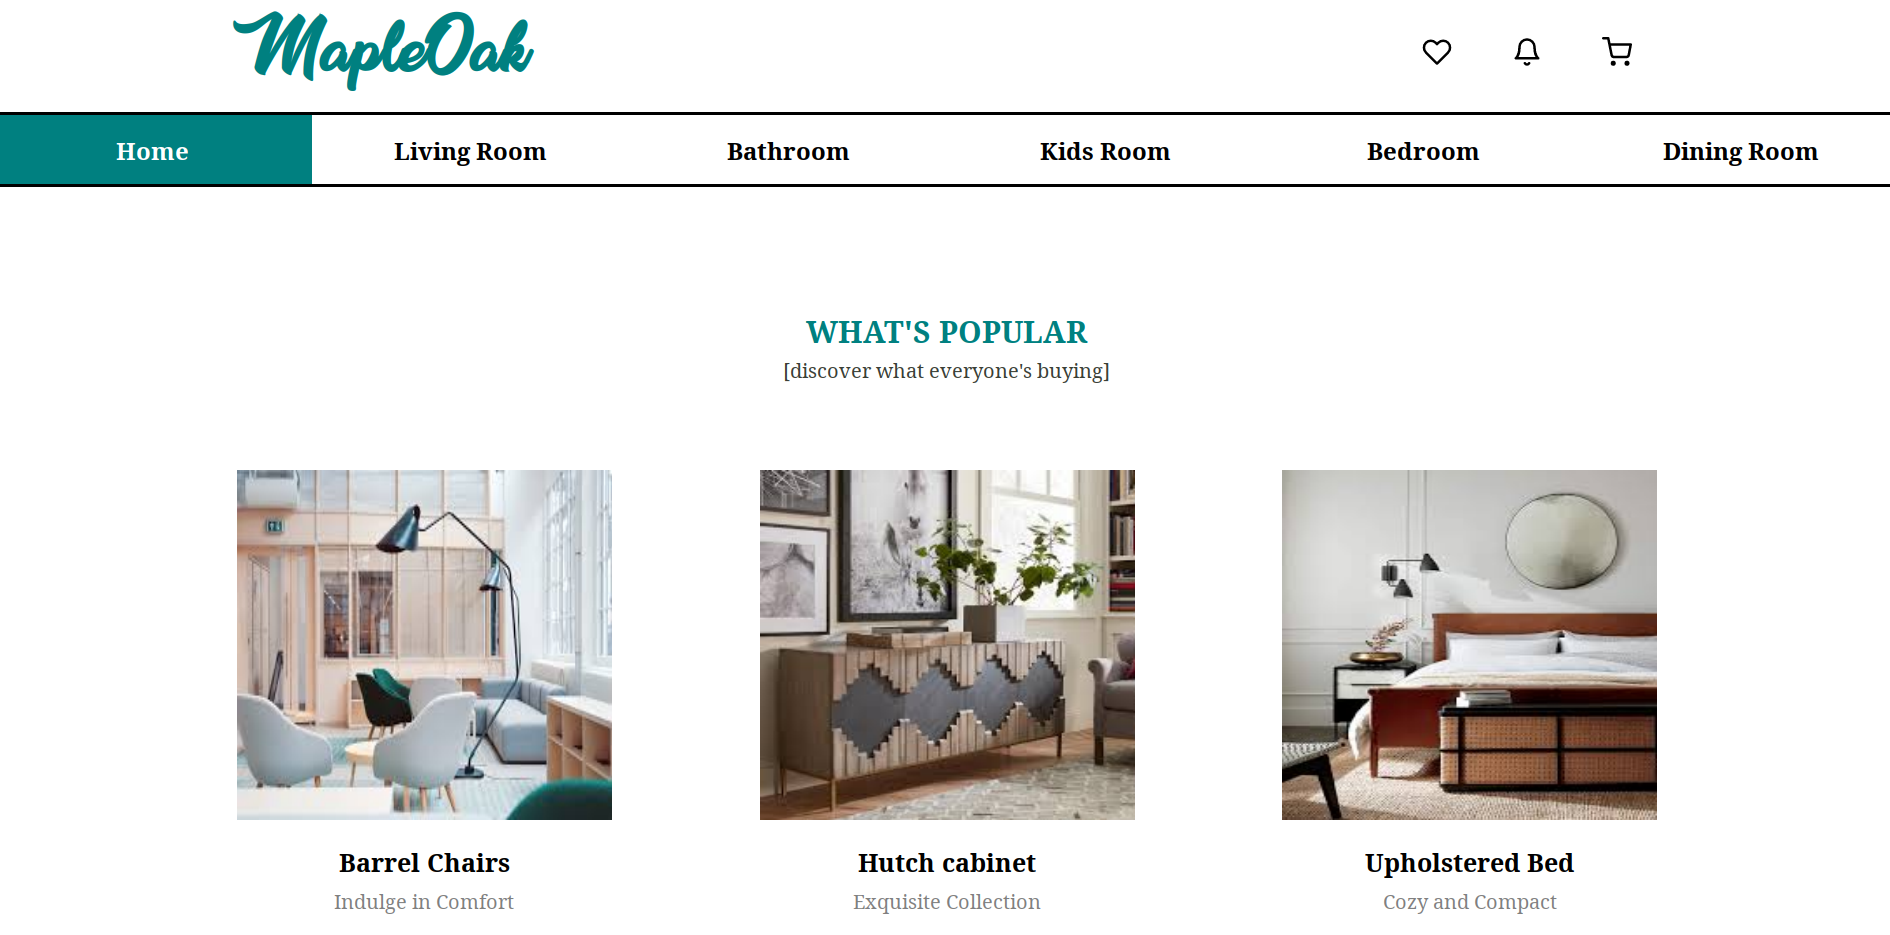 MapleOak
Home Living Room Bathroom Kids Room Bedroom Dining Room
WHAT'S POPULAR
[discover what everyone's buying]
Barrel Chairs Hutch cabinet Upholstered Bed
Indulge in Comfort Exquisite Collection Cozy and Compact